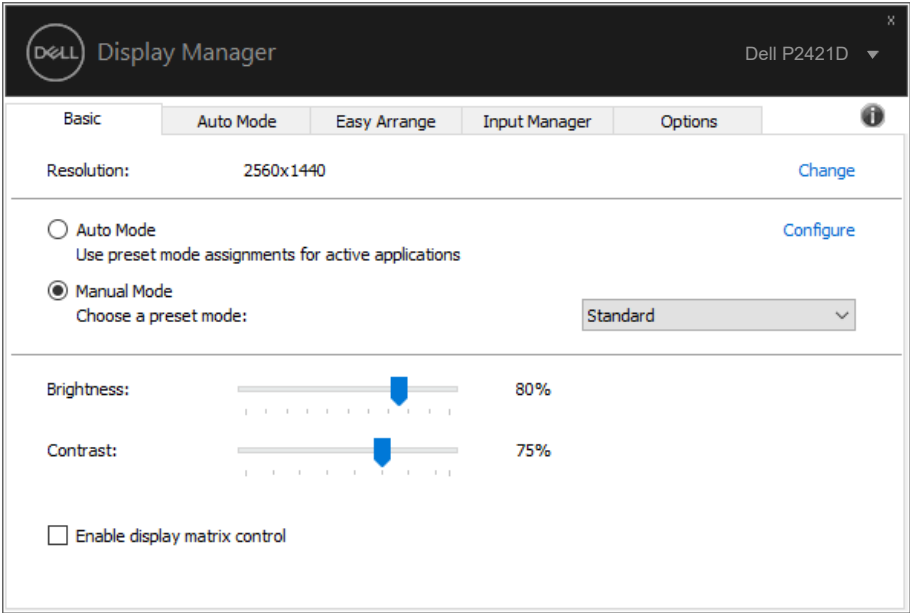 x
DELL Display Manager
Dell P2421D
Basic Auto Mode Easy Arrange Input Manager Options
Resolution: 2560x1440 Change
Auto Mode Configure
Use preset mode assignments for active applications
Manual Mode
Choose a preset mode: Standard
Brightness: 80%
Contrast: 75%
Enable display matrix control